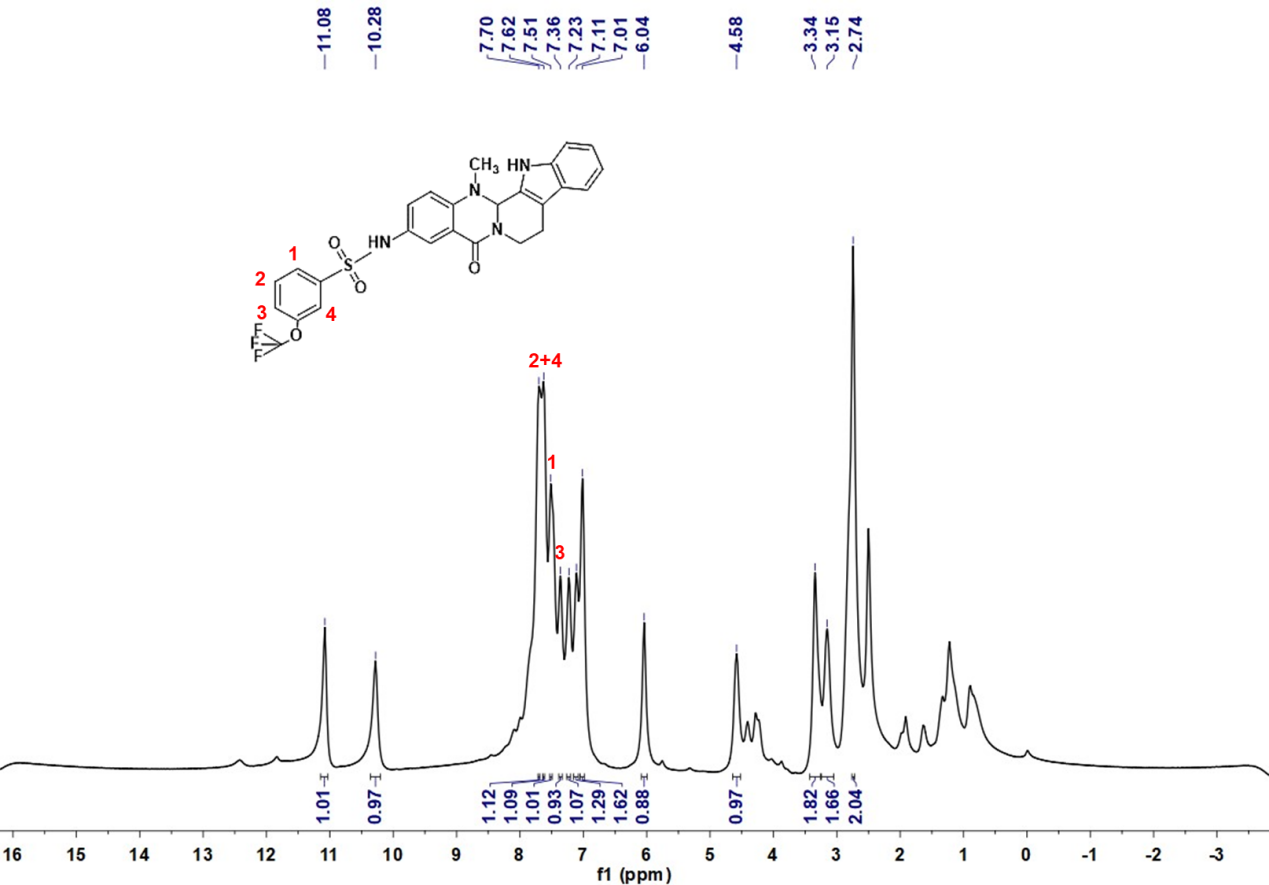 11.08
10.28
7.70
7.62
7.51
7.36
7.23
7.11
7.01
6.04
4.58
3.34
3.15
2.74
CH3
HN
N
N
O
HN
O
S
O
1
2
3
4
O
F
F
F
2+4
1
3
1.01
0.97
1.12
1.09
1.01
0.93
1.07
1.29
1.62
0.88
0.97
1.82
1.66
2.04
16 15 14 13 12 11 10 9 8 7 6 5 4 3 2 1 0 -1 -2 -3
f1 (ppm)